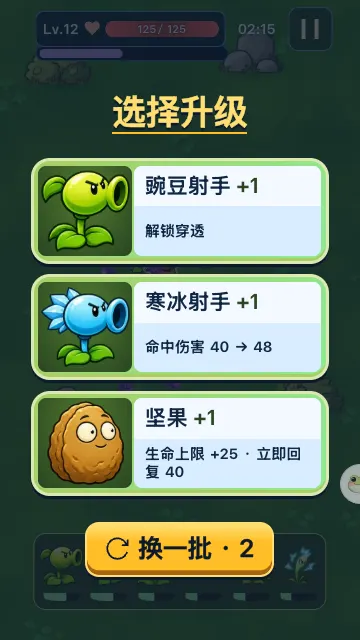 Lv.12 125/ 125 02:15
选择升级
豌豆射手 +1
解锁穿透
寒冰射手 +1
命中伤害 40 → 48
坚果 +1
生命上限 +25 · 立即回
复 40
换一批 · 2